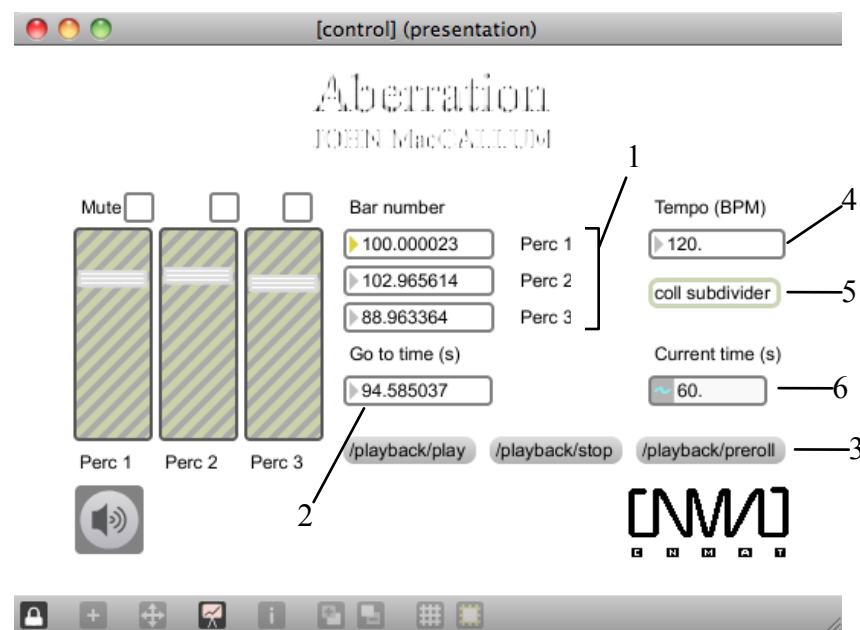 [control] (presentation)
Aberration
JOHN MacCALLUM
1
Mute
Bar number
Tempo (BPM)
4
100.000023
Perc 1
120.
102.965614
Perc 2
coll subdivider
5
88.963364
Perc 3
Go to time (s)
Current time (s)
94.585037
60.
6
/playback/play
/playback/stop
/playback/preroll
3
Perc 1
Perc 2
Perc 3
2
CNMAT
C N M A T